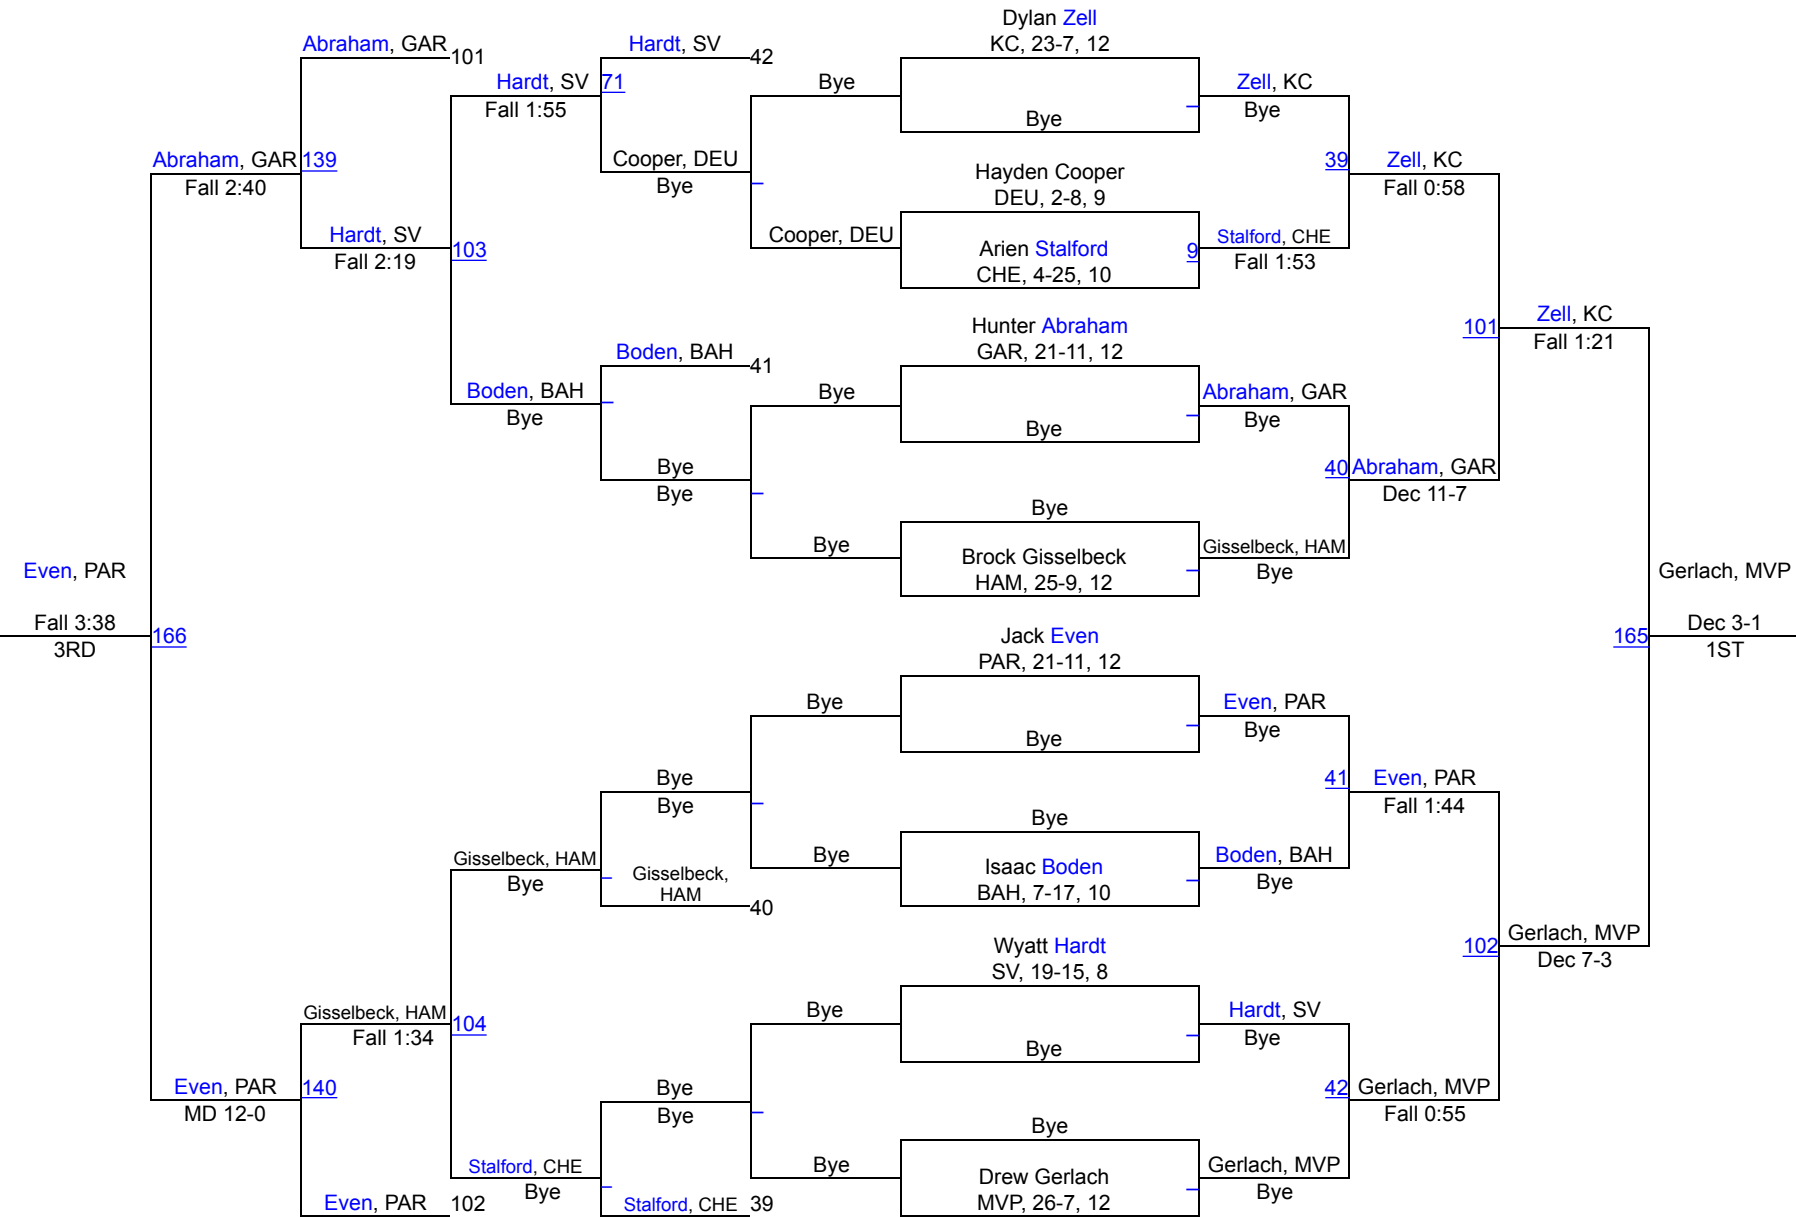 Dylan Zell
KC, 23-7, 12
Abraham, GAR
101
Hardt, SV
42
Hardt, SV
71
Fall 1:55
Bye
Bye
Zell, KC
Bye
Abraham, GAR
139
Fall 2:40
Cooper, DEU
Bye
Hayden Cooper
DEU, 2-8, 9
39
Zell, KC
Fall 0:58
Hardt, SV
103
Fall 2:19
Cooper, DEU
Arien Stalford
CHE, 4-25, 10
9
Stalford, CHE
Fall 1:53
Hunter Abraham
GAR, 21-11, 12
101
Zell, KC
Fall 1:21
Boden, BAH
41
Boden, BAH
Bye
Bye
Bye
Abraham, GAR
Bye
Bye
Bye
40
Abraham, GAR
Dec 11-7
Bye
Bye
Brock Gisselbeck
HAM, 25-9, 12
Gisselbeck, HAM
Bye
Even, PAR
Fall 3:38
3RD
166
Gerlach, MVP
165
Dec 3-1
1ST
Jack Even
PAR, 21-11, 12
Bye
Bye
Even, PAR
Bye
Bye
Bye
41
Even, PAR
Fall 1:44
Bye
Bye
Isaac Boden
BAH, 7-17, 10
Boden, BAH
Bye
Gisselbeck, HAM
Bye
Gisselbeck,
HAM
40
Wyatt Hardt
SV, 19-15, 8
102
Gerlach, MVP
Dec 7-3
Gisselbeck, HAM
104
Fall 1:34
Bye
Bye
Hardt, SV
Bye
Even, PAR
140
MD 12-0
Bye
Bye
42
Gerlach, MVP
Fall 0:55
Bye
Stalford, CHE
Bye
Bye
Drew Gerlach
MVP, 26-7, 12
Gerlach, MVP
Bye
Even, PAR
102
Stalford, CHE
39